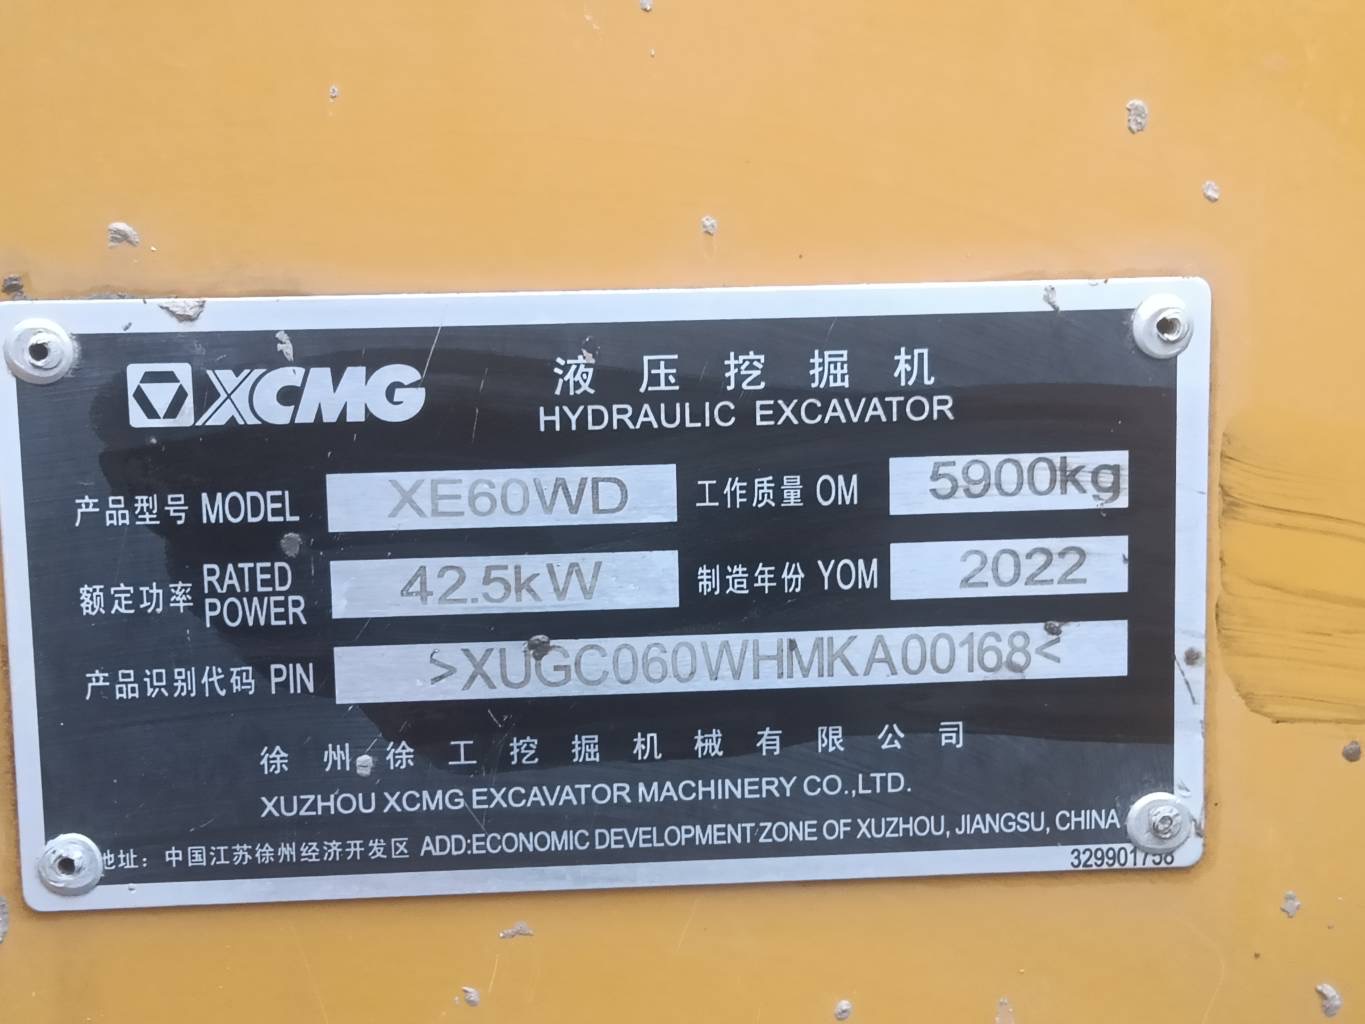 XCMG
液压挖掘机
HYDRAULIC EXCAVATOR
产品型号 MODEL XE60WD 工作质量 OM 5900kg
额定功率 RATED POWER 42.5kW 制造年份 YOM 2022
产品识别代码 PIN >XUGC060WHMKA00168<
徐州徐工挖掘机械有限公司
XUZHOU XCMG EXCAVATOR MACHINERY CO.,LTD.
地址：中国江苏徐州经济开发区 ADD:ECONOMIC DEVELOPMENT ZONE OF XUZHOU, JIANGSU, CHINA
329901758